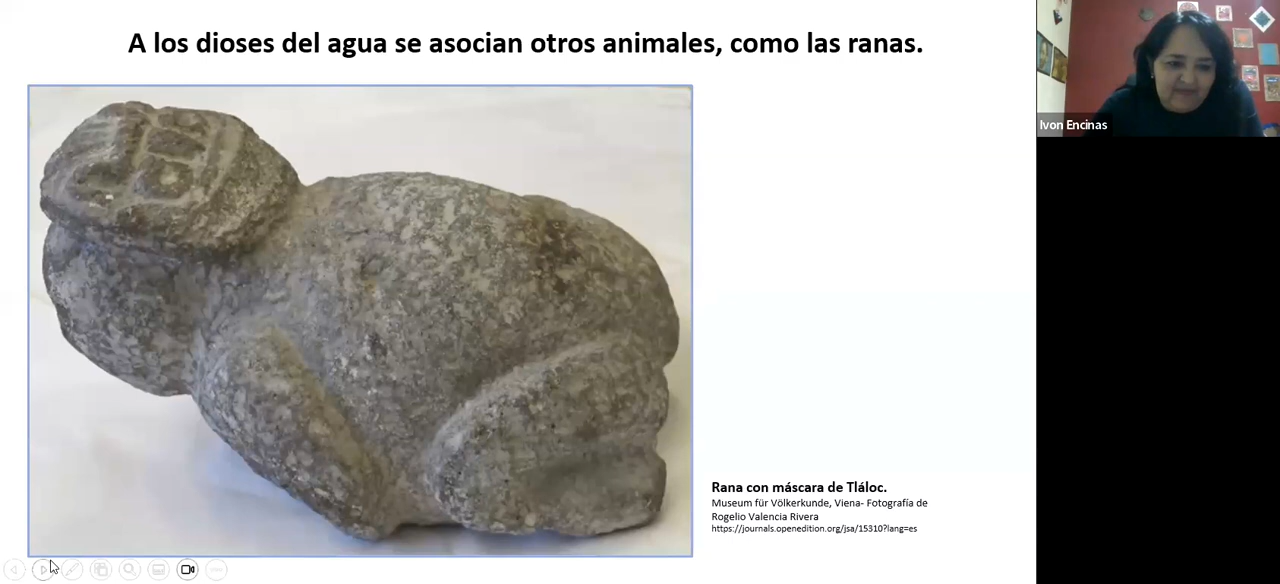 A los dioses del agua se asocian otros animales, como las ranas.
Ivon Encinas
Rana con máscara de Tláloc.
Museum für Völkerkunde, Viena- Fotografía de
Rogelio Valencia Rivera
https://journals.openedition.org/jsa/15310?lang=es